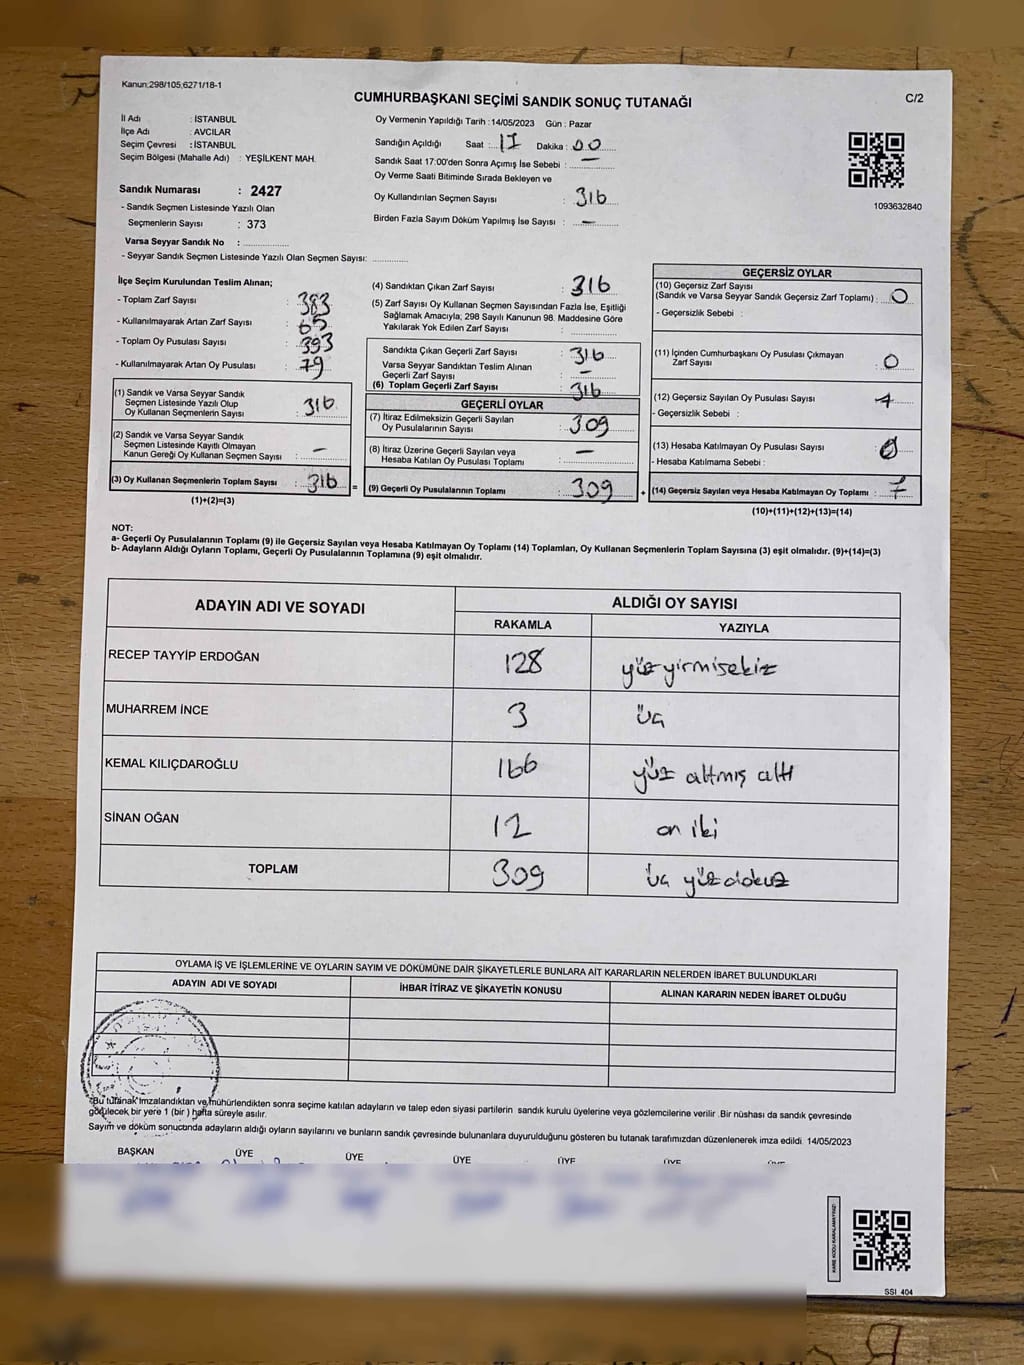 Kanun:298/105,6271/18-1
CUMHURBAŞKANI SEÇİMİ SANDIK SONUÇ TUTANAĞI
C/2
İl Adı : İSTANBUL
İlçe Adı : AVCILAR
Seçim Çevresi : İSTANBUL
Seçim Bölgesi (Mahalle Adı) : YEŞİLKENT MAH.
Sandık Numarası : 2427
- Sandık Seçmen Listesinde Yazılı Olan
Seçmenlerin Sayısı : 373
Varsa Seyyar Sandık No :
- Seyyar Sandık Seçmen Listesinde Yazılı Olan Seçmen Sayısı:
Oy Vermenin Yapıldığı Tarih :14/05/2023 Gün : Pazar
Sandığın Açıldığı Saat : 17 Dakika : 00
Sandık Saat 17:00'den Sonra Açımış İse Sebebi : —
Oy Verme Saati Bitiminde Sırada Bekleyen ve
Oy Kullandırılan Seçmen Sayısı : 316
Birden Fazla Sayım Döküm Yapılmış İse Sayısı : —
1093632840
İlçe Seçim Kurulundan Teslim Alınan;
- Toplam Zarf Sayısı : 383
- Kullanılmayarak Artan Zarf Sayısı : 65
- Toplam Oy Pusulası Sayısı : 393
- Kullanılmayarak Artan Oy Pusulası : 79
(1) Sandık ve Varsa Seyyar Sandık
Seçmen Listesinde Yazılı Olup
Oy Kullanan Seçmenlerin Sayısı : 316
(2) Sandık ve Varsa Seyyar Sandık
Seçmen Listesinde Kayıtlı Olmayan
Kanun Gereği Oy Kullanan Seçmen Sayısı : —
(3) Oy Kullanan Seçmenlerin Toplam Sayısı : 316
(1)+(2)=(3)
(4) Sandıktan Çıkan Zarf Sayısı : 316
(5) Zarf Sayısı Oy Kullanan Seçmen Sayısından Fazla İse, Eşitliği
Sağlamak Amacıyla; 298 Sayılı Kanunun 98. Maddesine Göre
Yakılarak Yok Edilen Zarf Sayısı :
Sandıkta Çıkan Geçerli Zarf Sayısı : 316
Varsa Seyyar Sandıktan Teslim Alınan
Geçerli Zarf Sayısı : —
(6) Toplam Geçerli Zarf Sayısı : 316
GEÇERLİ OYLAR
(7) İtiraz Edilmeksizin Geçerli Sayılan
Oy Pusulalarının Sayısı : 309
(8) İtiraz Üzerine Geçerli Sayılan veya
Hesaba Katılan Oy Pusulası Toplamı : —
= (9) Geçerli Oy Pusulalarının Toplamı : 309
GEÇERSİZ OYLAR
(10) Geçersiz Zarf Sayısı
(Sandık ve Varsa Seyyar Sandık Geçersiz Zarf Toplamı) : 0
- Geçersizlik Sebebi :
(11) İçinden Cumhurbaşkanı Oy Pusulası Çıkmayan
Zarf Sayısı : 0
(12) Geçersiz Sayılan Oy Pusulası Sayısı : 7
- Geçersizlik Sebebi :
(13) Hesaba Katılmayan Oy Pusulası Sayısı : 0
- Hesaba Katılmama Sebebi :
+ (14) Geçersiz Sayılan veya Hesaba Katılmayan Oy Toplamı : 7
(10)+(11)+(12)+(13)=(14)
NOT:
a- Geçerli Oy Pusulalarının Toplamı (9) ile Geçersiz Sayılan veya Hesaba Katılmayan Oy Toplamı (14) Toplamları, Oy Kullanan Seçmenlerin Toplam Sayısına (3) eşit olmalıdır. (9)+(14)=(3)
b- Adayların Aldığı Oyların Toplamı, Geçerli Oy Pusulalarının Toplamına (9) eşit olmalıdır.
ADAYIN ADI VE SOYADI
ALDIĞI OY SAYISI
RAKAMLA YAZIYLA
RECEP TAYYİP ERDOĞAN 128 yüz yirmi sekiz
MUHARREM İNCE 3 üç
KEMAL KILIÇDAROĞLU 166 yüz altmış altı
SİNAN OĞAN 12 on iki
TOPLAM 309 üç yüz dokuz
OYLAMA İŞ VE İŞLEMLERİNE VE OYLARIN SAYIM VE DÖKÜMÜNE DAİR ŞİKAYETLERLE BUNLARA AİT KARARLARIN NELERDEN İBARET BULUNDUKLARI
ADAYIN ADI VE SOYADI İHBAR İTİRAZ VE ŞİKAYETİN KONUSU ALINAN KARARIN NEDEN İBARET OLDUĞU
Bu tutanak imzalandıktan ve mühürlendikten sonra seçime katılan adayların ve talep eden siyasi partilerin sandık kurulu üyelerine veya gözlemcilerine verilir .Bir nüshası da sandık çevresinde
görülecek bir yere 1 (bir ) hafta süreyle asılır.
Sayım ve döküm sonucunda adayların aldığı oyların sayılarını ve bunların sandık çevresinde bulunanlara duyurulduğunu gösteren bu tutanak tarafımızdan düzenlenerek imza edildi. 14/05/2023
BAŞKAN ÜYE ÜYE ÜYE ÜYE ÜYE ÜYE
KARE KODU KARALAMAYINIZ!
SSI_404